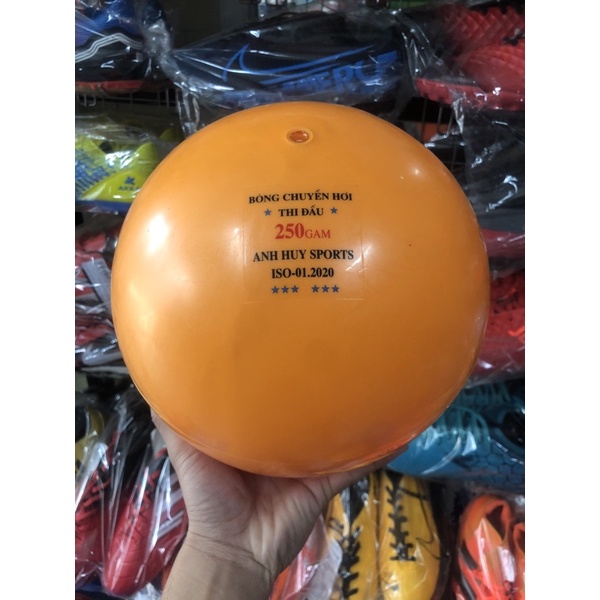 BÓNG CHUYỀN HƠI
★ THI ĐẤU ★
250GAM
ANH HUY SPORTS
ISO-01.2020
★★★ ★★★